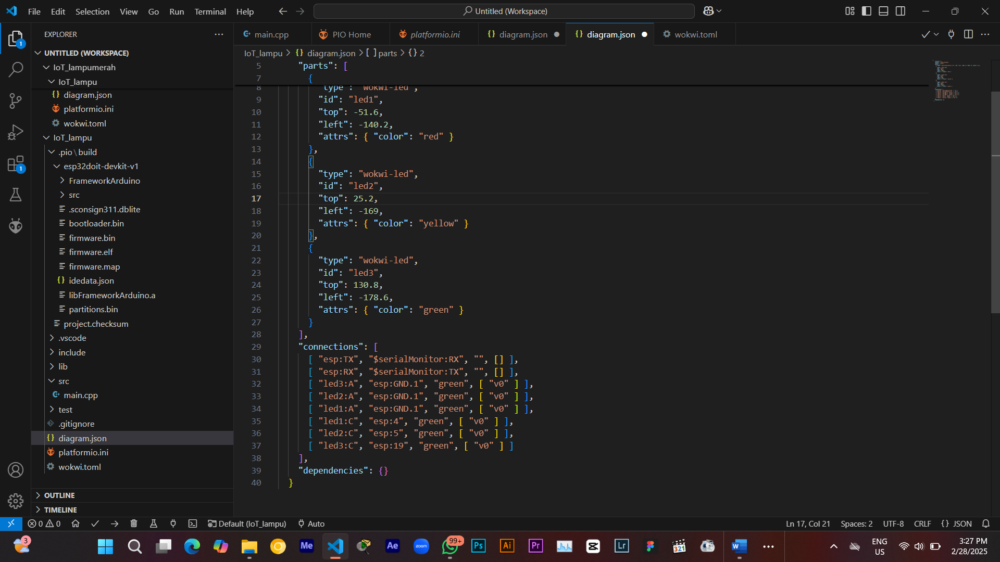 File Edit Selection View Go Run Terminal Help
Untitled (Workspace)
EXPLORER
main.cpp
PIO Home
platformio.ini
diagram.json
diagram.json
wokwi.toml
UNTITLED (WORKSPACE)
IoT_lampu > diagram.json > [ ] parts > {} 2
IoT_lampumerah
IoT_lampu
diagram.json
platformio.ini
wokwi.toml
IoT_lampu
.pio\build
esp32doit-devkit-v1
FrameworkArduino
src
.sconsign311.dblite
bootloader.bin
firmware.bin
firmware.elf
firmware.map
idedata.json
libFrameworkArduino.a
partitions.bin
project.checksum
.vscode
include
lib
src
main.cpp
test
.gitignore
diagram.json
platformio.ini
wokwi.toml
OUTLINE
TIMELINE
5 "parts": [
7 {
8 "type": "wokwi-led",
9 "id": "led1",
10 "top": -51.6,
11 "left": -140.2,
12 "attrs": { "color": "red" }
13 },
14 {
15 "type": "wokwi-led",
16 "id": "led2",
17 "top": 25.2,
18 "left": -169,
19 "attrs": { "color": "yellow" }
20 },
21 {
22 "type": "wokwi-led",
23 "id": "led3",
24 "top": 130.8,
25 "left": -178.6,
26 "attrs": { "color": "green" }
27 }
28 ],
29 "connections": [
30 [ "esp:TX", "$serialMonitor:RX", "", [] ],
31 [ "esp:RX", "$serialMonitor:TX", "", [] ],
32 [ "led3:A", "esp:GND.1", "green", [ "v0" ] ],
33 [ "led2:A", "esp:GND.1", "green", [ "v0" ] ],
34 [ "led1:A", "esp:GND.1", "green", [ "v0" ] ],
35 [ "led1:C", "esp:4", "green", [ "v0" ] ],
36 [ "led2:C", "esp:5", "green", [ "v0" ] ],
37 [ "led3:C", "esp:19", "green", [ "v0" ] ]
38 ],
39 "dependencies": {}
40 }
1
1
0 0 Default (IoT_lampu) Auto
Ln 17, Col 21 Spaces: 2 UTF-8 CRLF {} JSON
3
Me
Ae
zoom
99+
Ps
Ai
Pr
Lr
321
W
ENG
US
3:27 PM
2/28/2025